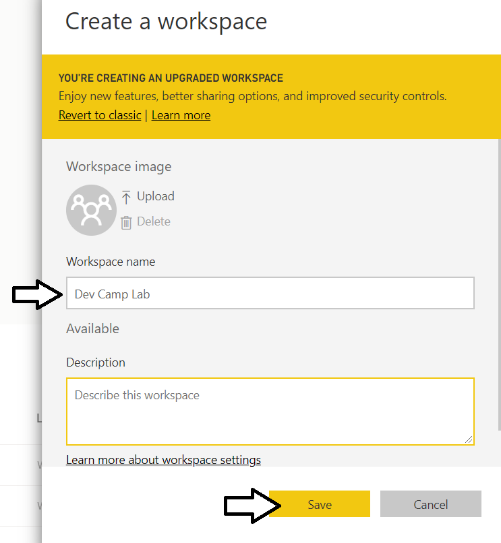 Create a workspace
YOU'RE CREATING AN UPGRADED WORKSPACE
Enjoy new features, better sharing options, and improved security controls.
Revert to classic | Learn more
Workspace image
Upload
Delete
Workspace name
Dev Camp Lab
Available
Description
Describe this workspace
Learn more about workspace settings
Save
Cancel